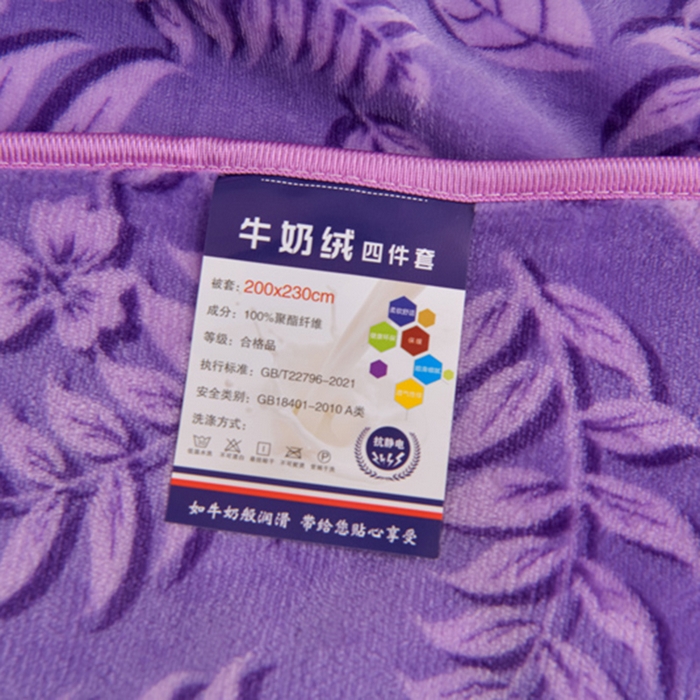 牛奶绒四件套
被套：200x230cm
成分：100%聚酯纤维
等级：合格品
执行标准：GB/T22796-2021
安全类别：GB18401-2010 A类
洗涤方式：
抗静电
如牛奶般润滑 带给您贴心享受